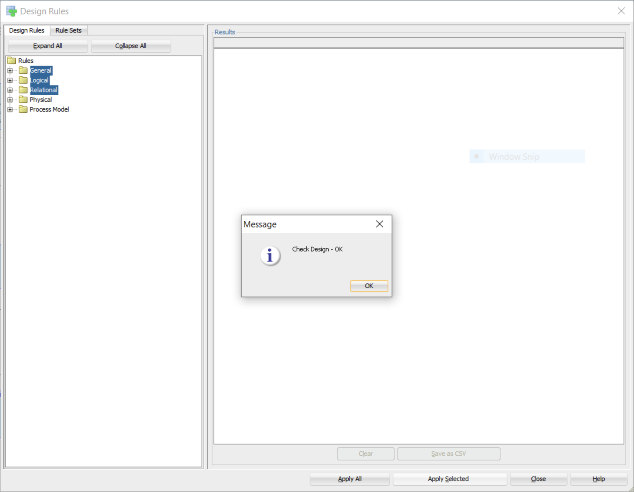 Design Rules
Design Rules Rule Sets
Expand All Collapse All
Rules
General
Logical
Relational
Physical
Process Model
Results
Window Snip
Message
Check Design - OK
OK
Clear Save as CSV
Apply All Apply Selected Close Help